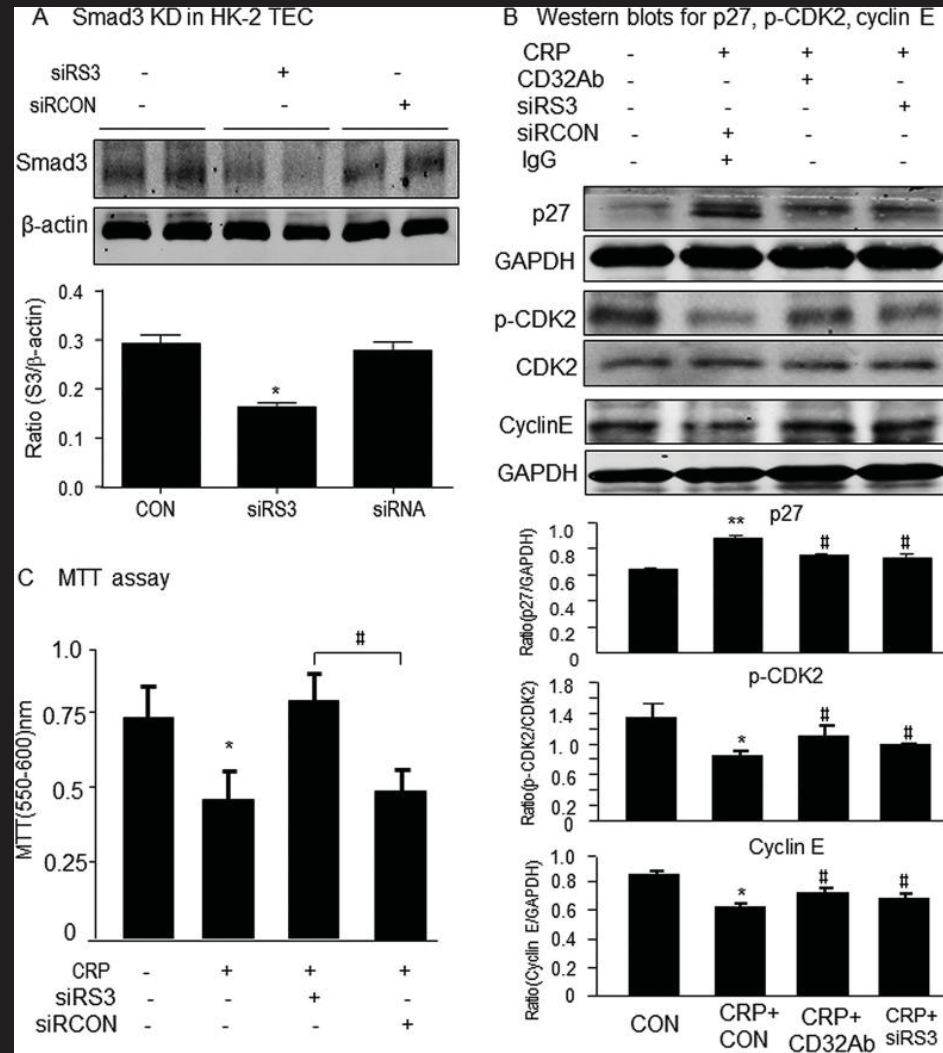 A Smad3 KD in HK-2 TEC
siRS3 - + -
siRCON - - +
Smad3
β-actin
Ratio (S3/β-actin)
0.4
0.3
0.2
0.1
0.0
*
CON siRS3 siRNA
B Western blots for p27, p-CDK2, cyclin E
CRP - + + +
CD32Ab +
siRS3 +
siRCON - + - -
IgG - + - -
p27
GAPDH
p-CDK2
CDK2
CyclinE
GAPDH
p27
Ratio(p27/GAPDH)
1.0
0.8
0.6
0.4
0.2
0
** # #
p-CDK2
Ratio(p-CDK2/CDK2)
1.8
1.4
1.0
0.6
0.2
0
* # #
Cyclin E
Ratio(Cyclin E/GAPDH)
1.0
0.8
0.6
0.4
0.2
0
* # #
CON CRP+ CRP+ CRP+
CON CD32Ab siRS3
C MTT assay
MTT(550-600)nm
1.0
0.75
0.5
0.25
0
* #
CRP - + + +
siRS3 - - + -
siRCON - - - +